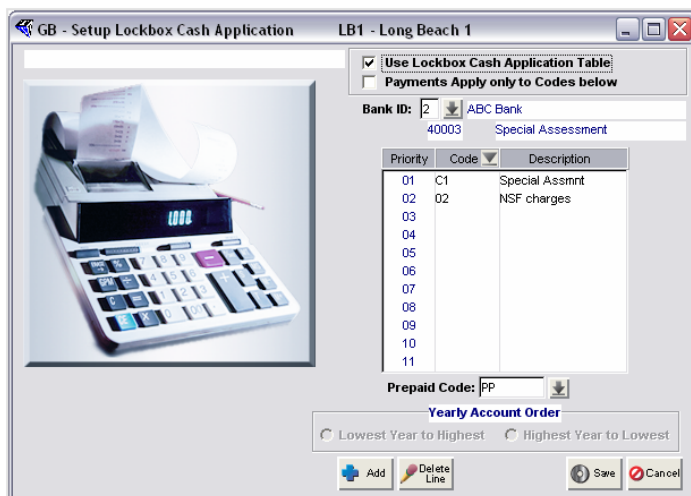 GB - Setup Lockbox Cash Application LB1 - Long Beach 1
Use Lockbox Cash Application Table
Payments Apply only to Codes below
Bank ID: 2 ABC Bank
40003 Special Assessment
Priority Code Description
01 C1 Special Assmnt
02 02 NSF charges
03
04
05
06
07
08
09
10
11
Prepaid Code: PP
Yearly Account Order
Lowest Year to Highest Highest Year to Lowest
Add Delete Line Save Cancel